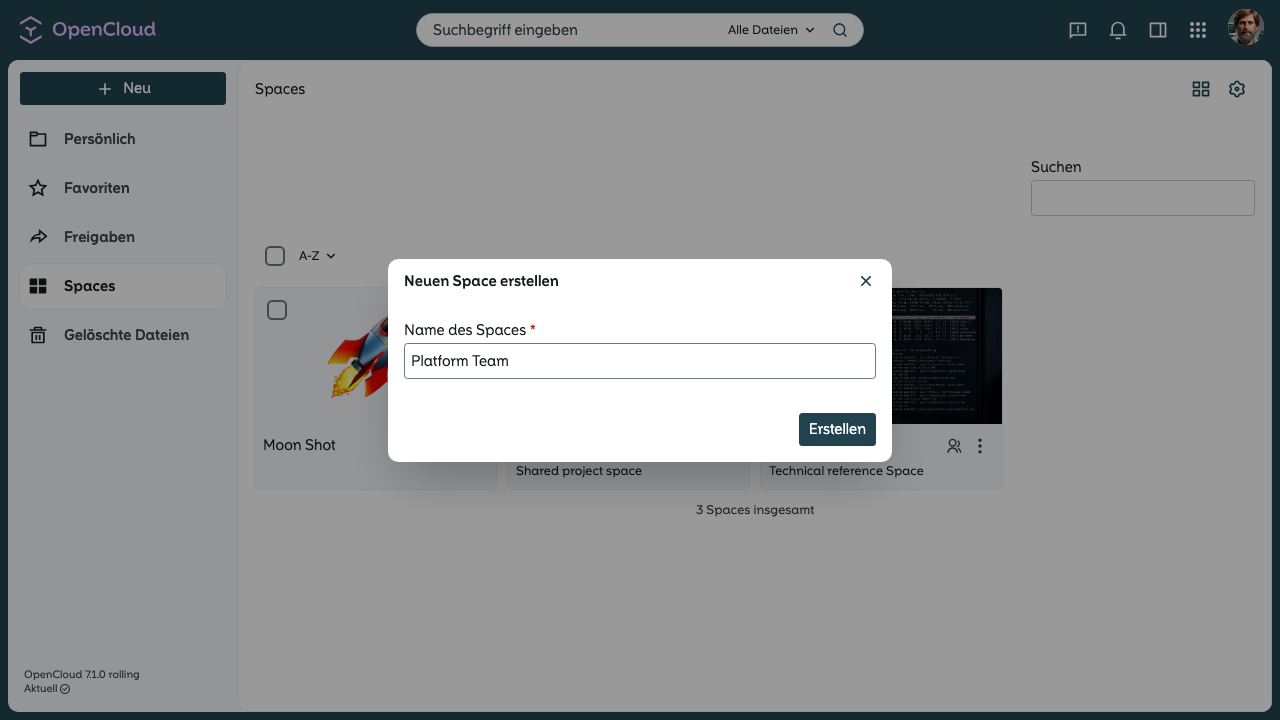 OpenCloud
Suchbegriff eingeben
Alle Dateien
Neu
Spaces
Persönlich
Favoriten
Freigaben
Spaces
Gelöschte Dateien
Suchen
A-Z
Neuen Space erstellen
Name des Spaces *
Platform Team
Erstellen
Moon Shot
Shared project space
Technical reference Space
3 Spaces insgesamt
OpenCloud 7.1.0 rolling
Aktuell